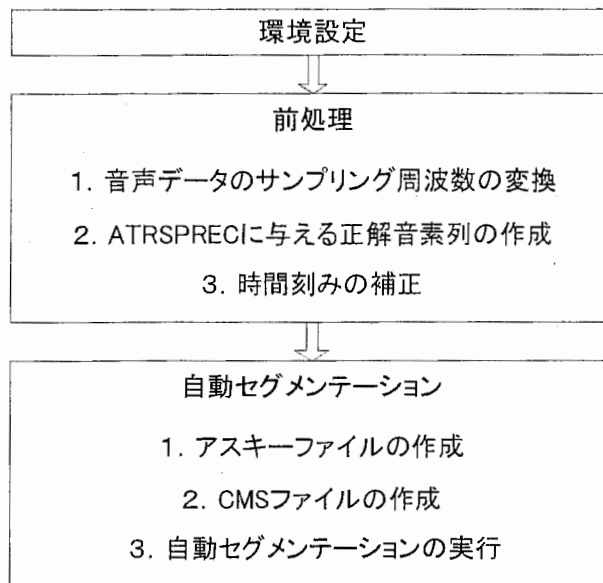 環境設定
前処理
1. 音声データのサンプリング周波数の変換
2. ATRSPRECに与える正解音素列の作成
3. 時間刻みの補正
自動セグメンテーション
1. アスキーファイルの作成
2. CMSファイルの作成
3. 自動セグメンテーションの実行